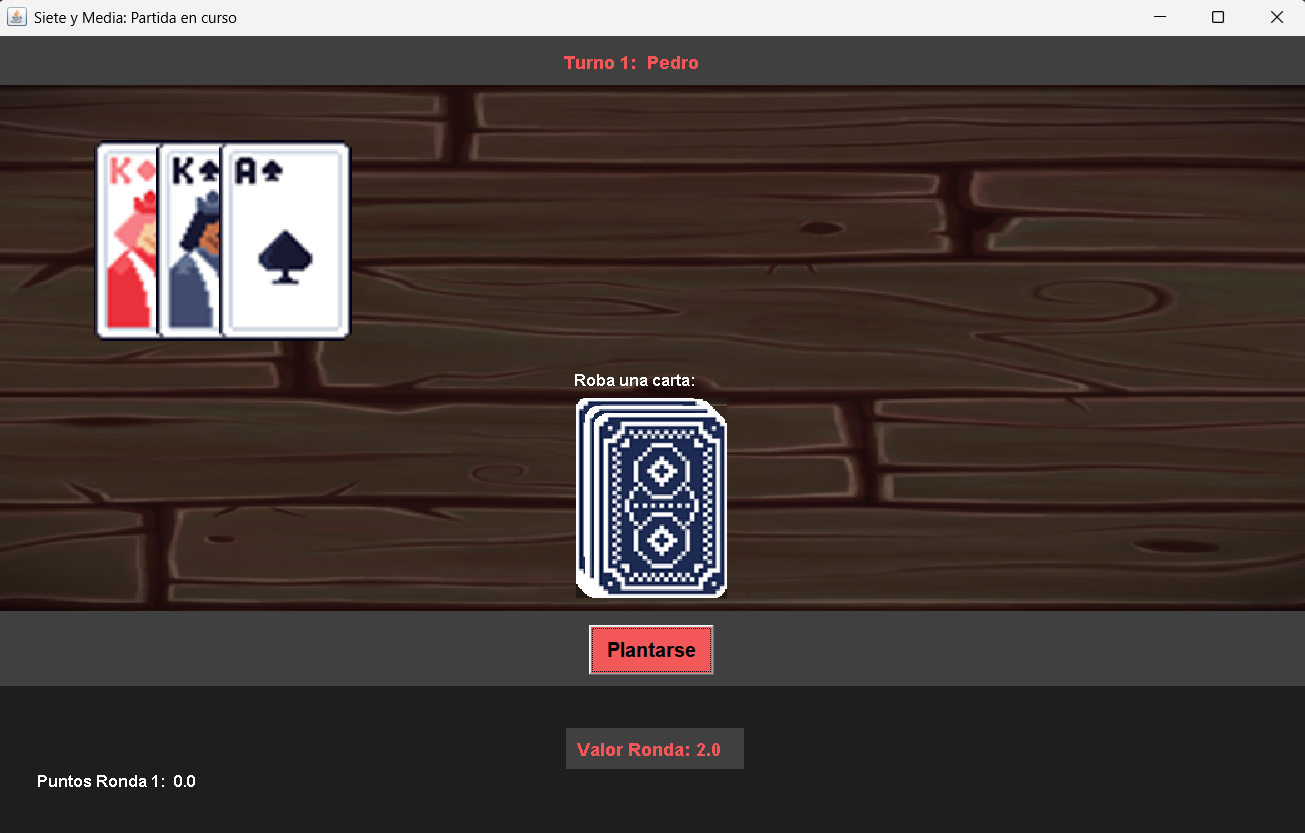 Siete y Media: Partida en curso
Turno 1: Pedro
K K A
Roba una carta:
Plantarse
Valor Ronda: 2.0
Puntos Ronda 1: 0.0